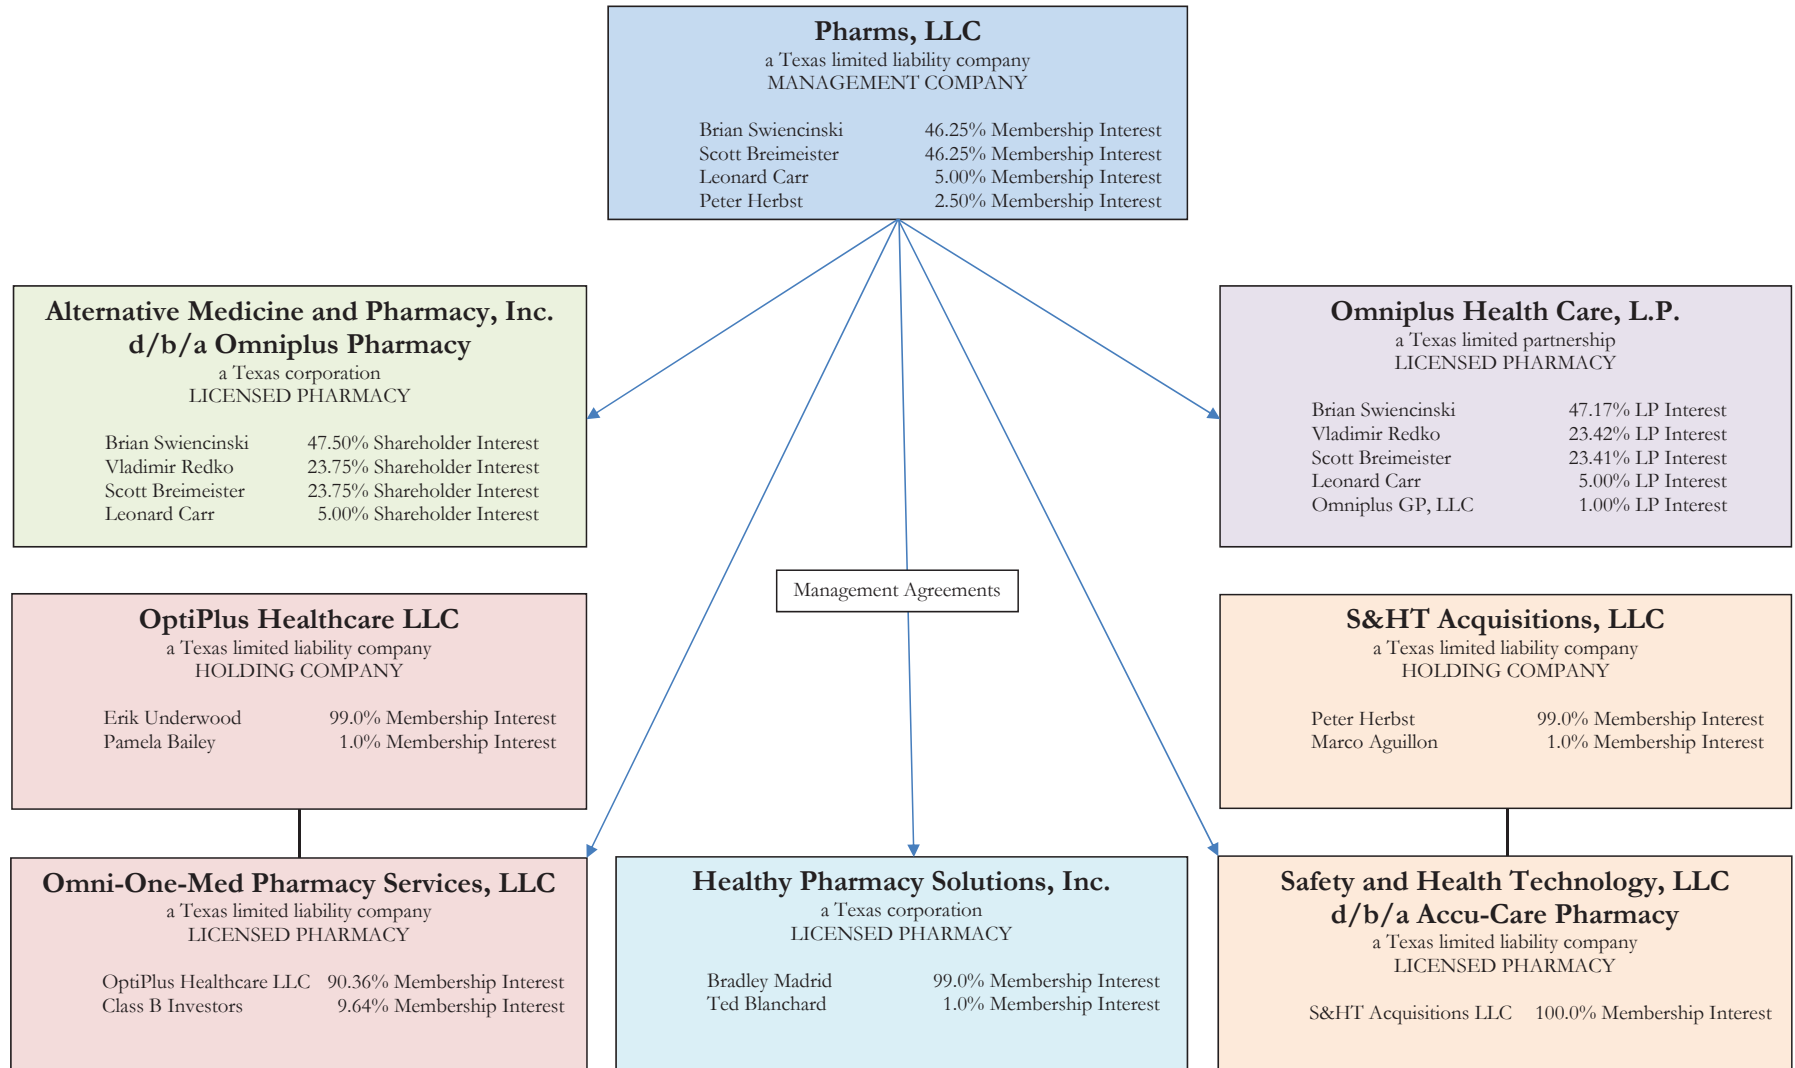 Pharms, LLC
a Texas limited liability company
MANAGEMENT COMPANY
Brian Swiencinski 46.25% Membership Interest
Scott Breimeister 46.25% Membership Interest
Leonard Carr 5.00% Membership Interest
Peter Herbst 2.50% Membership Interest
Alternative Medicine and Pharmacy, Inc.
d/b/a Omniplus Pharmacy
a Texas corporation
LICENSED PHARMACY
Brian Swiencinski 47.50% Shareholder Interest
Vladimir Redko 23.75% Shareholder Interest
Scott Breimeister 23.75% Shareholder Interest
Leonard Carr 5.00% Shareholder Interest
Omniplus Health Care, L.P.
a Texas limited partnership
LICENSED PHARMACY
Brian Swiencinski 47.17% LP Interest
Vladimir Redko 23.42% LP Interest
Scott Breimeister 23.41% LP Interest
Leonard Carr 5.00% LP Interest
Omniplus GP, LLC 1.00% LP Interest
Management Agreements
OptiPlus Healthcare LLC
a Texas limited liability company
HOLDING COMPANY
Erik Underwood 99.0% Membership Interest
Pamela Bailey 1.0% Membership Interest
S&HT Acquisitions, LLC
a Texas limited liability company
HOLDING COMPANY
Peter Herbst 99.0% Membership Interest
Marco Aguillon 1.0% Membership Interest
Omni-One-Med Pharmacy Services, LLC
a Texas limited liability company
LICENSED PHARMACY
OptiPlus Healthcare LLC 90.36% Membership Interest
Class B Investors 9.64% Membership Interest
Healthy Pharmacy Solutions, Inc.
a Texas corporation
LICENSED PHARMACY
Bradley Madrid 99.0% Membership Interest
Ted Blanchard 1.0% Membership Interest
Safety and Health Technology, LLC
d/b/a Accu-Care Pharmacy
a Texas limited liability company
LICENSED PHARMACY
S&HT Acquisitions LLC 100.0% Membership Interest